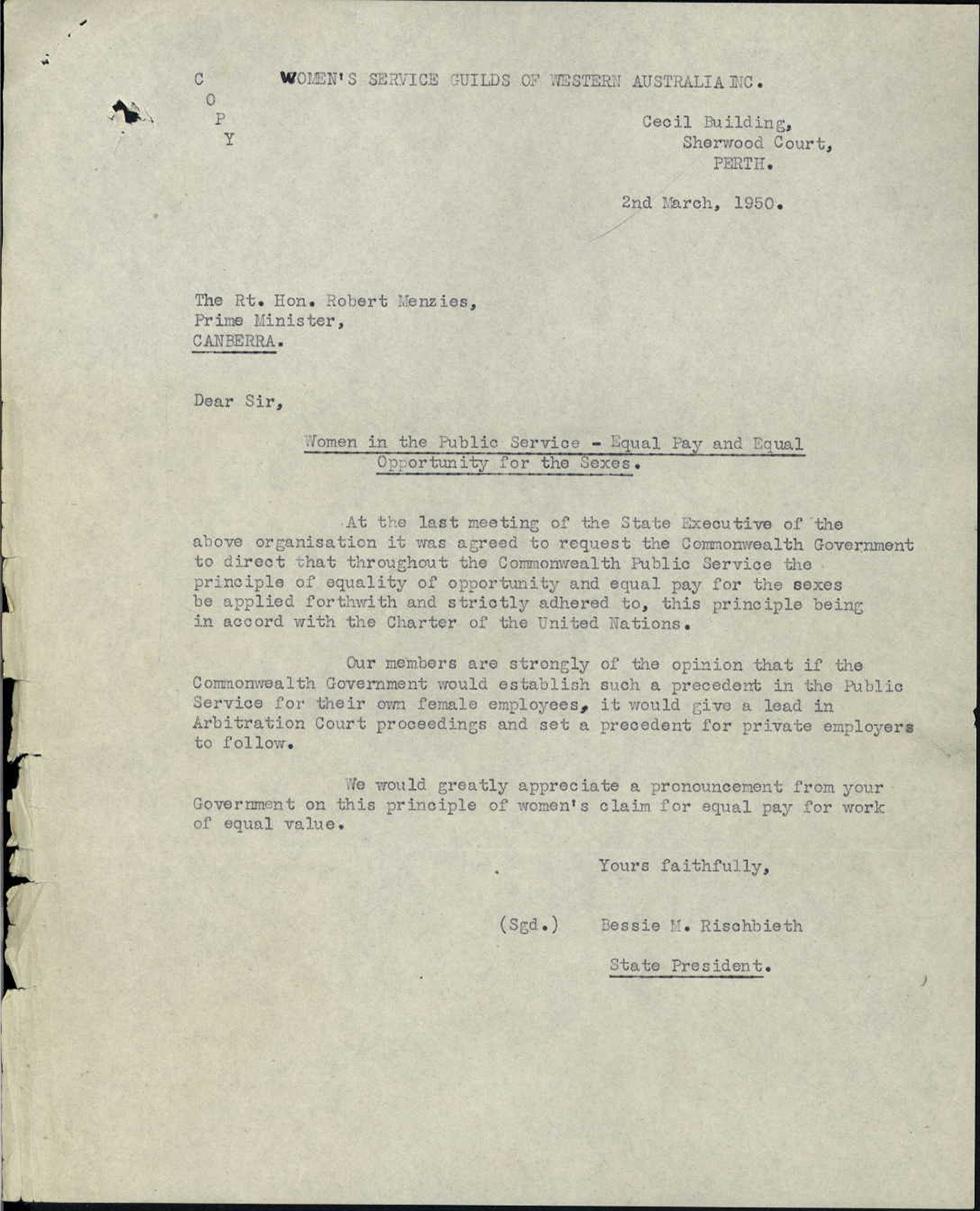 C WOMEN'S SERVICE GUILDS OF WESTERN AUSTRALIA INC.
O
P
Y
Cecil Building,
Sherwood Court,
PERTH.
2nd March, 1950.
The Rt. Hon. Robert Menzies,
Prime Minister,
CANBERRA.
Dear Sir,
Women in the Public Service - Equal Pay and Equal
Opportunity for the Sexes.
At the last meeting of the State Executive of the
above organisation it was agreed to request the Commonwealth Government
to direct that throughout the Commonwealth Public Service the
principle of equality of opportunity and equal pay for the sexes
be applied forthwith and strictly adhered to, this principle being
in accord with the Charter of the United Nations.
Our members are strongly of the opinion that if the
Commonwealth Government would establish such a precedent in the Public
Service for their own female employees, it would give a lead in
Arbitration Court proceedings and set a precedent for private employers
to follow.
We would greatly appreciate a pronouncement from your
Government on this principle of women's claim for equal pay for work
of equal value.
Yours faithfully,
(Sgd.) Bessie M. Rischbieth
State President.